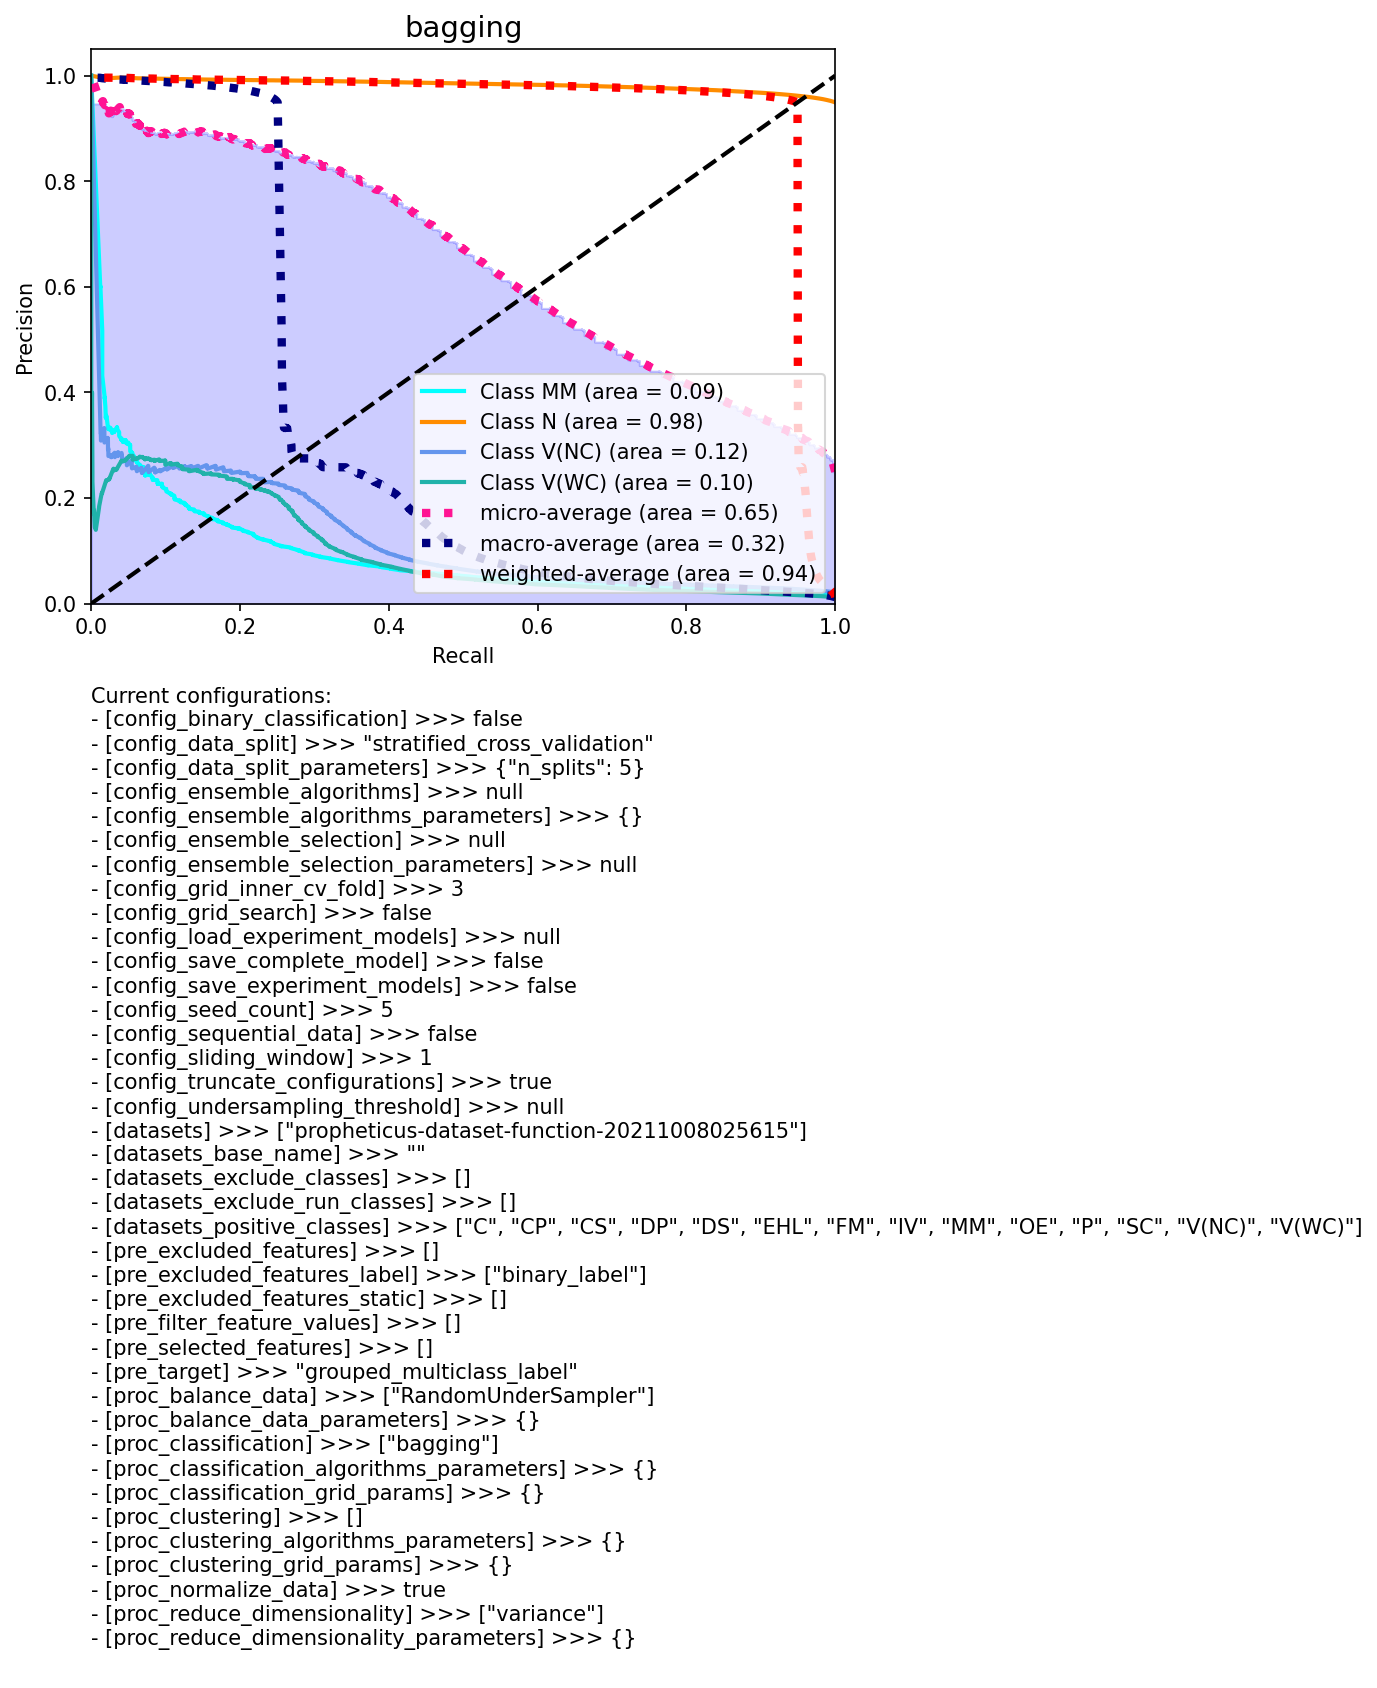 bagging
1.0
0.8
0.6
0.4
0.2
0.0
Precision
Class MM (area = 0.09)
Class N (area = 0.98)
Class V(NC) (area = 0.12)
Class V(WC) (area = 0.10)
micro-average (area = 0.65)
macro-average (area = 0.32)
weighted-average (area = 0.94)
0.0 0.2 0.4 0.6 0.8 1.0
Recall
Current configurations:
- [config_binary_classification] >>> false
- [config_data_split] >>> "stratified_cross_validation"
- [config_data_split_parameters] >>> {"n_splits": 5}
- [config_ensemble_algorithms] >>> null
- [config_ensemble_algorithms_parameters] >>> {}
- [config_ensemble_selection] >>> null
- [config_ensemble_selection_parameters] >>> null
- [config_grid_inner_cv_fold] >>> 3
- [config_grid_search] >>> false
- [config_load_experiment_models] >>> null
- [config_save_complete_model] >>> false
- [config_save_experiment_models] >>> false
- [config_seed_count] >>> 5
- [config_sequential_data] >>> false
- [config_sliding_window] >>> 1
- [config_truncate_configurations] >>> true
- [config_undersampling_threshold] >>> null
- [datasets] >>> ["propheticus-dataset-function-20211008025615"]
- [datasets_base_name] >>> ""
- [datasets_exclude_classes] >>> []
- [datasets_exclude_run_classes] >>> []
- [datasets_positive_classes] >>> ["C", "CP", "CS", "DP", "DS", "EHL", "FM", "IV", "MM", "OE", "P", "SC", "V(NC)", "V(WC)"]
- [pre_excluded_features] >>> []
- [pre_excluded_features_label] >>> ["binary_label"]
- [pre_excluded_features_static] >>> []
- [pre_filter_feature_values] >>> []
- [pre_selected_features] >>> []
- [pre_target] >>> "grouped_multiclass_label"
- [proc_balance_data] >>> ["RandomUnderSampler"]
- [proc_balance_data_parameters] >>> {}
- [proc_classification] >>> ["bagging"]
- [proc_classification_algorithms_parameters] >>> {}
- [proc_classification_grid_params] >>> {}
- [proc_clustering] >>> []
- [proc_clustering_algorithms_parameters] >>> {}
- [proc_clustering_grid_params] >>> {}
- [proc_normalize_data] >>> true
- [proc_reduce_dimensionality] >>> ["variance"]
- [proc_reduce_dimensionality_parameters] >>> {}